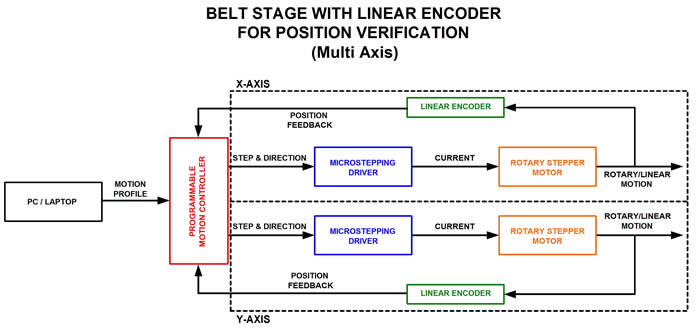 BELT STAGE WITH LINEAR ENCODER
FOR POSITION VERIFICATION
(Multi Axis)
X-AXIS
LINEAR ENCODER
POSITION
FEEDBACK
STEP & DIRECTION
MICROSTEPPING
DRIVER
CURRENT
ROTARY STEPPER
MOTOR
ROTARY/LINEAR
MOTION
PC / LAPTOP
MOTION
PROFILE
PROGRAMMABLE
MOTION CONTROLLER
STEP & DIRECTION
MICROSTEPPING
DRIVER
CURRENT
ROTARY STEPPER
MOTOR
ROTARY/LINEAR
MOTION
POSITION
FEEDBACK
LINEAR ENCODER
Y-AXIS